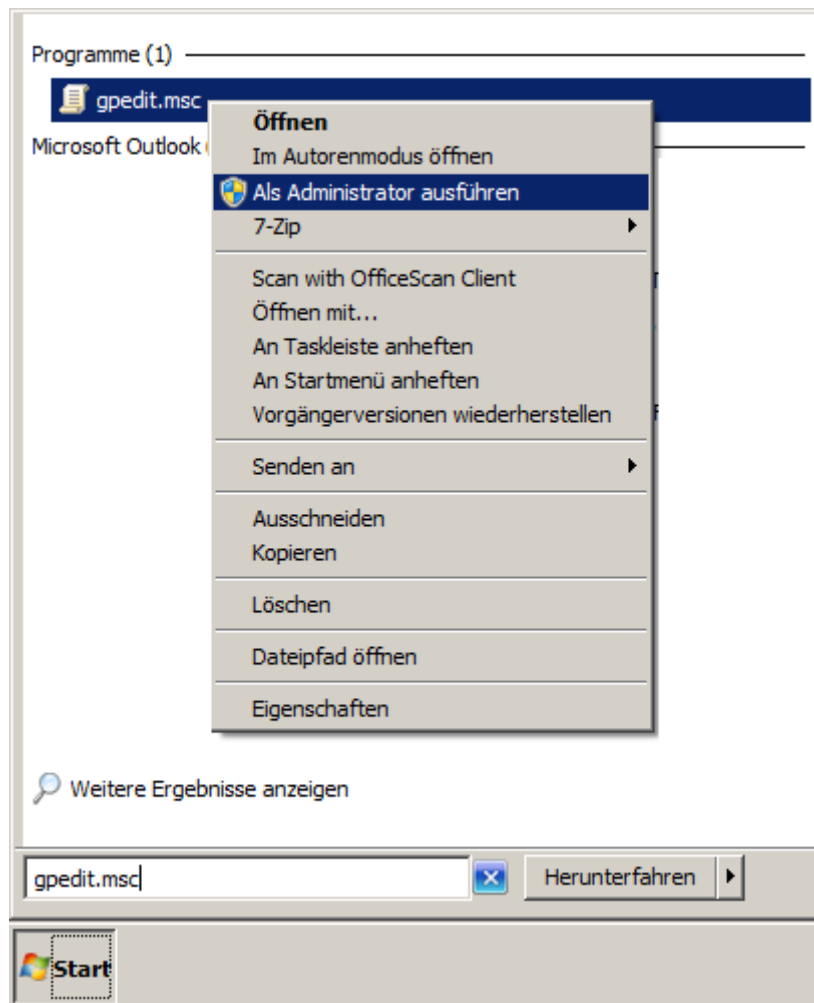 Programme (1)
gpedit.msc
Microsoft Outlook
Öffnen
Im Autorenmodus öffnen
Als Administrator ausführen
7-Zip
Scan with OfficeScan Client
Öffnen mit...
An Taskleiste anheften
An Startmenü anheften
Vorgängerversionen wiederherstellen
Senden an
Ausschneiden
Kopieren
Löschen
Dateipfad öffnen
Eigenschaften
Weitere Ergebnisse anzeigen
gpedit.msc
Herunterfahren
Start